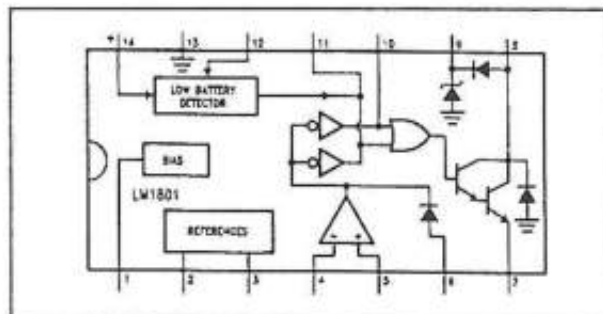 + 14 13 12 11 10 9 8
LOW BATTERY
DETECTOR
BIAS
LM1801
REFERENCES
- +
1 2 3 4 5 6 7